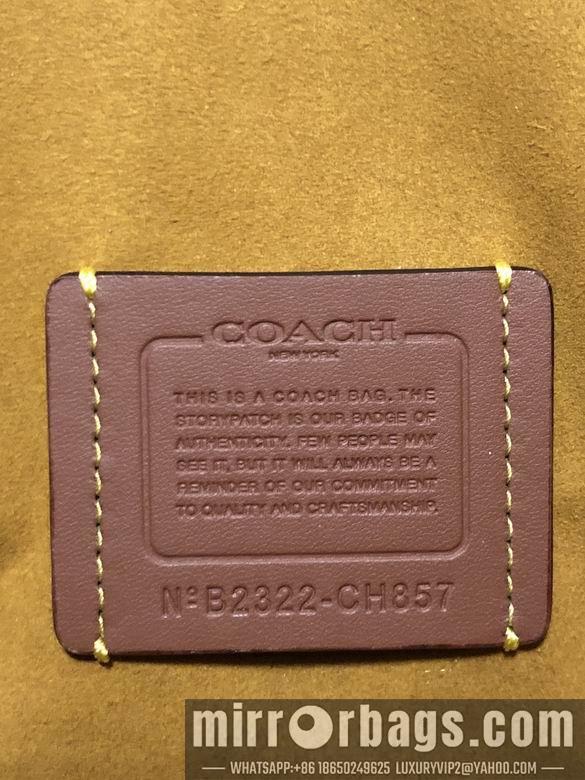 COACH
NEW YORK
THIS IS A COACH BAG. THE
STORYPATCH IS OUR BADGE OF
AUTHENTICITY. FEW PEOPLE MAY
SEE IT, BUT IT WILL ALWAYS BE A
REMINDER OF OUR COMMITMENT
TO QUALITY AND CRAFTSMANSHIP.
Nº B2322-CH857
mirrorbags.com
WHATSAPP:+86 18650249625 LUXURYVIP2@YAHOO.COM